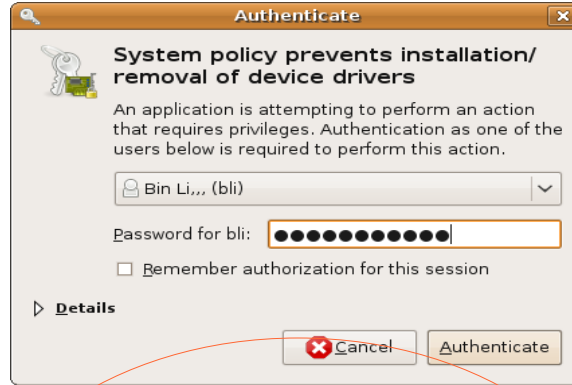 Authenticate
System policy prevents installation/
removal of device drivers
An application is attempting to perform an action
that requires privileges. Authentication as one of the
users below is required to perform this action.
Bin Li,,, (bli)
Password for bli: ●●●●●●●●●●●
Remember authorization for this session
Details
Cancel
Authenticate